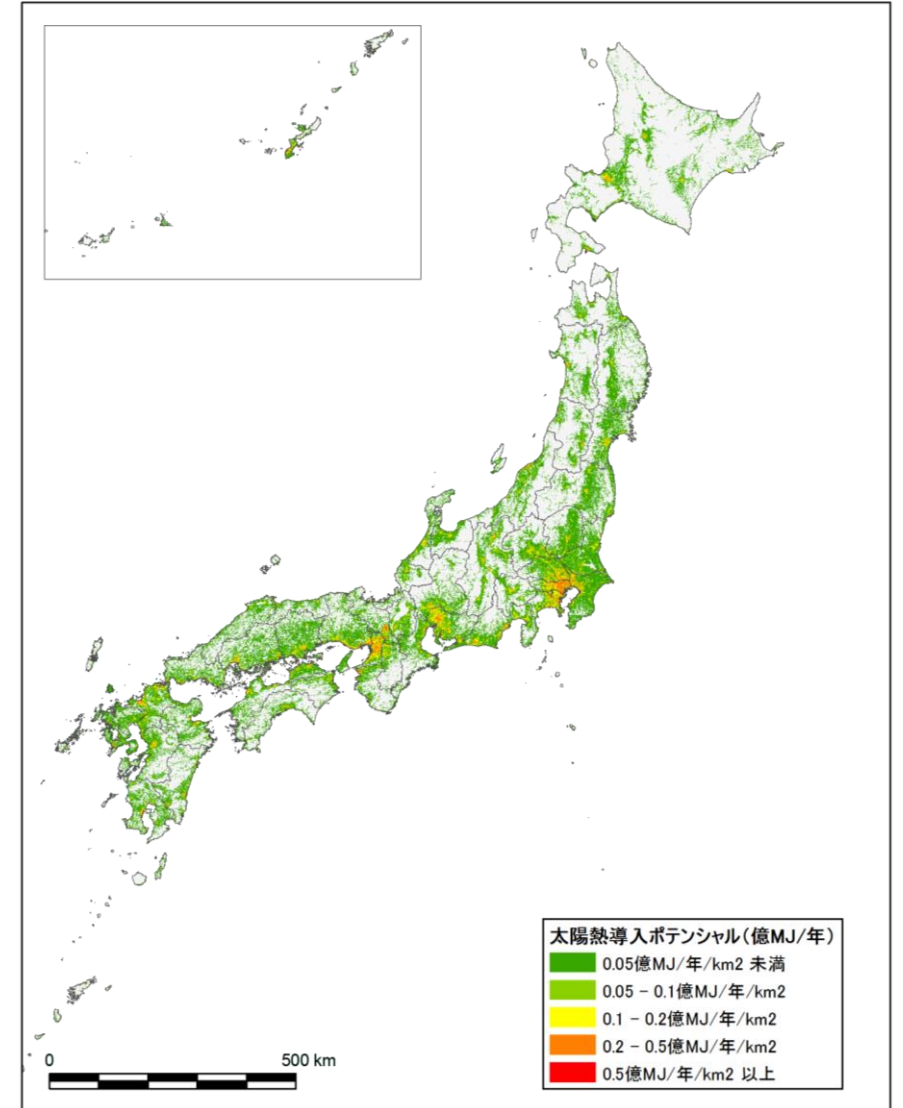 太陽熱導入ポテンシャル(億MJ/年)
0.05億MJ/年/km2 未満
0.05 - 0.1億MJ/年/km2
0.1 - 0.2億MJ/年/km2
0.2 - 0.5億MJ/年/km2
0.5億MJ/年/km2 以上
0 500 km